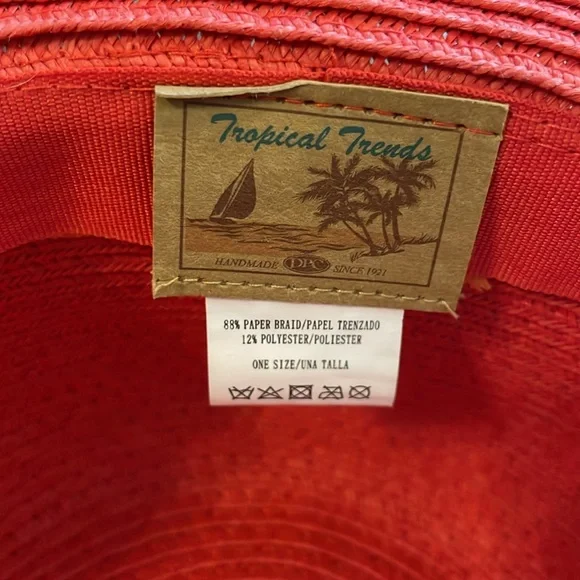 Tropical Trends
HANDMADE DPC SINCE 1921
88% PAPER BRAID/PAPEL TRENZADO
12% POLYESTER/POLIESTER
ONE SIZE/UNA TALLA